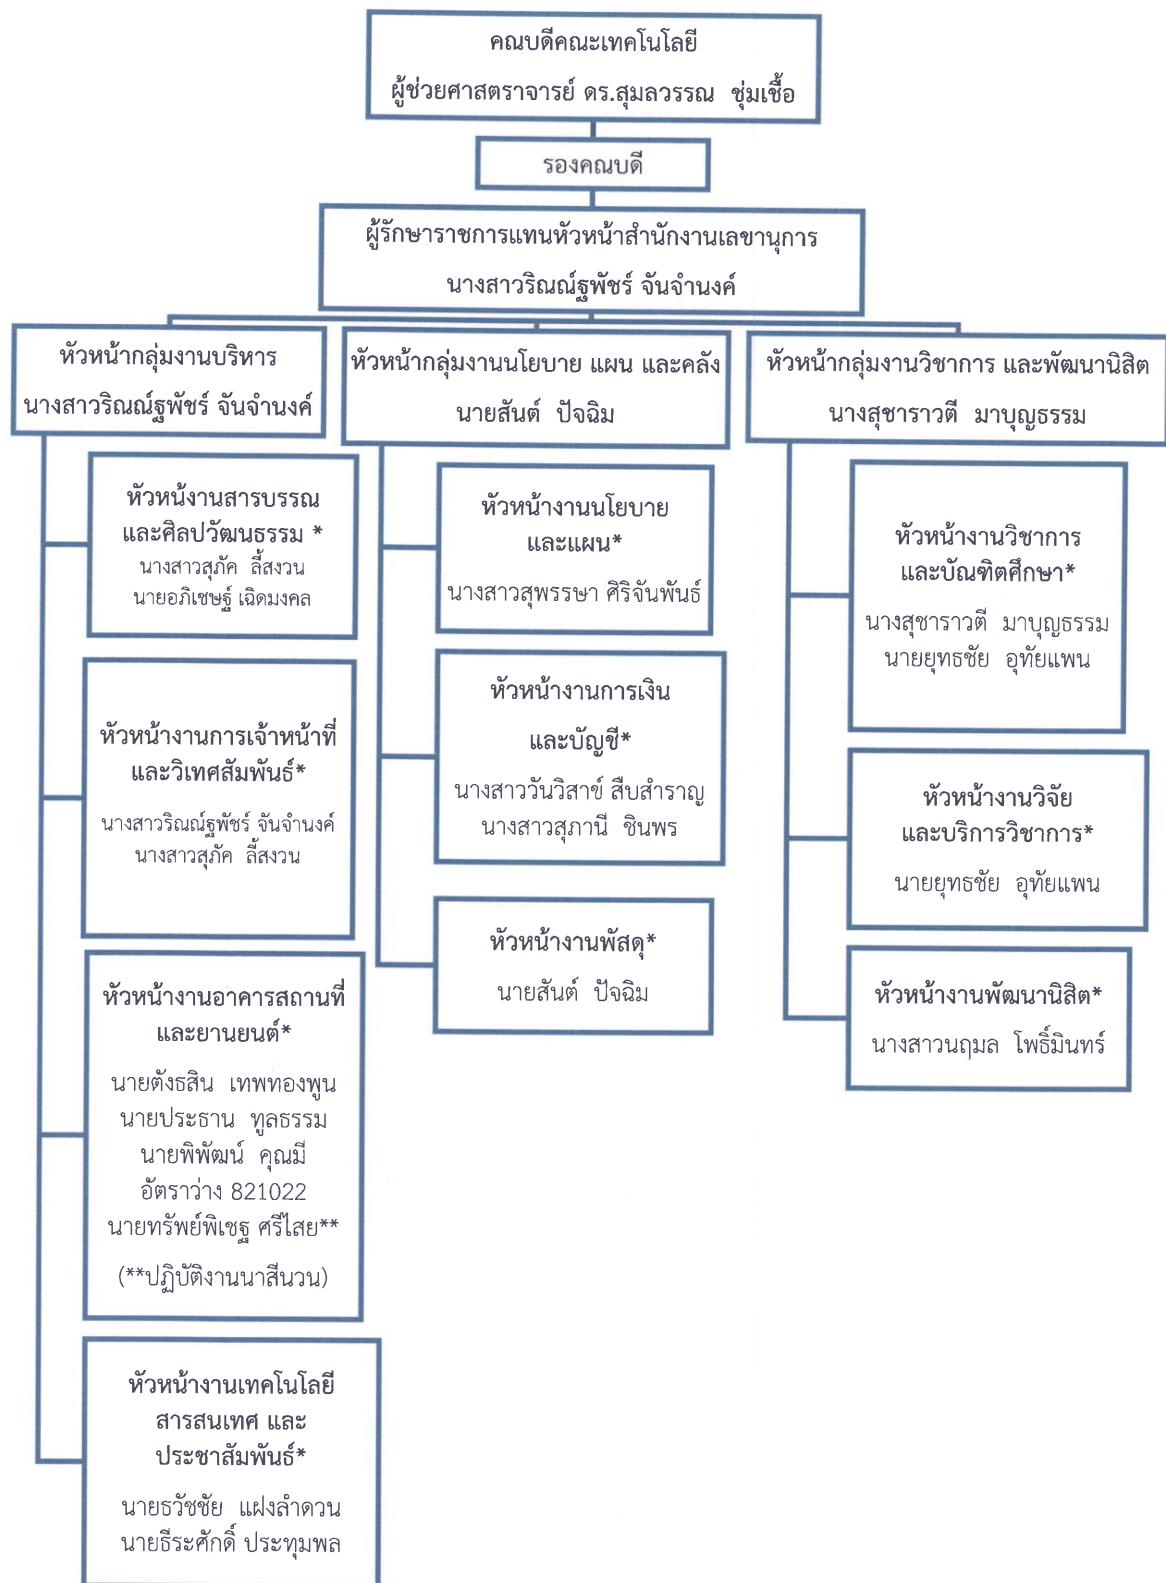 คณบดีคณะเทคโนโลยี
ผู้ช่วยศาสตราจารย์ ดร.สุมลวรรณ ชุ่มเชื้อ
รองคณบดี
ผู้รักษาราชการแทนหัวหน้าสำนักงานเลขานุการ
นางสาวริณณ์ฐพัชร์ จันจำนงค์
หัวหน้ากลุ่มงานบริหาร
นางสาวริณณ์ฐพัชร์ จันจำนงค์
หัวหน้างานสารบรรณ
และศิลปวัฒนธรรม *
นางสาวสุภัค ลี้สงวน
นายอภิเชษฐ์ เฉิดมงคล
หัวหน้างานการเจ้าหน้าที่
และวิเทศสัมพันธ์*
นางสาวริณณ์ฐพัชร์ จันจำนงค์
นางสาวสุภัค ลี้สงวน
หัวหน้างานอาคารสถานที่
และยานยนต์*
นายตังธสิน เทพทองพูน
นายประธาน ทูลธรรม
นายพิพัฒน์ คุณมี
อัตราว่าง 821022
นายทรัพย์พิเชฐ ศรีไสย**
(**ปฏิบัติงานนาสีนวน)
หัวหน้างานเทคโนโลยี
สารสนเทศ และ
ประชาสัมพันธ์*
นายธวัชชัย แฝงลำดวน
นายธีระศักดิ์ ประทุมพล
หัวหน้ากลุ่มงานนโยบาย แผน และคลัง
นายสันต์ ปัจฉิม
หัวหน้างานนโยบาย
และแผน*
นางสาวสุพรรษา ศิริจันพันธ์
หัวหน้างานการเงิน
และบัญชี*
นางสาววันวิสาข์ สืบสำราญ
นางสาวสุภานี ชินพร
หัวหน้างานพัสดุ*
นายสันต์ ปัจฉิม
หัวหน้ากลุ่มงานวิชาการ และพัฒนานิสิต
นางสุชาราวตี มาบุญธรรม
หัวหน้างานวิชาการ
และบัณฑิตศึกษา*
นางสุชาราวตี มาบุญธรรม
นายยุทธชัย อุทัยแพน
หัวหน้างานวิจัย
และบริการวิชาการ*
นายยุทธชัย อุทัยแพน
หัวหน้างานพัฒนานิสิต*
นางสาวนฤมล โพธิ์มินทร์